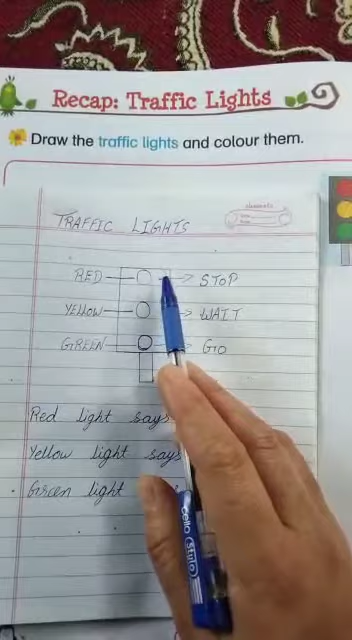 Recap: Traffic Lights
Draw the traffic lights and colour them.
TRAFFIC LIGHTS
RED STOP
YELLOW WAIT
GREEN GO
Red light says
Yellow light says
Green light
cello Stylo